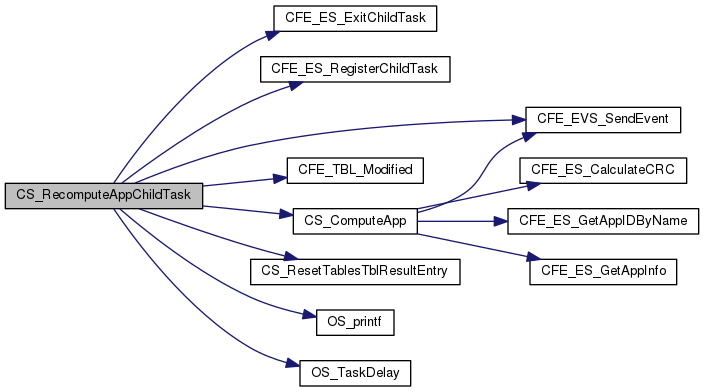 CFE_ES_ExitChildTask
CFE_ES_RegisterChildTask
CFE_EVS_SendEvent
CFE_TBL_Modified
CFE_ES_CalculateCRC
CS_RecomputeAppChildTask
CS_ComputeApp
CFE_ES_GetAppIDByName
CS_ResetTablesTblResultEntry
CFE_ES_GetAppInfo
OS_printf
OS_TaskDelay